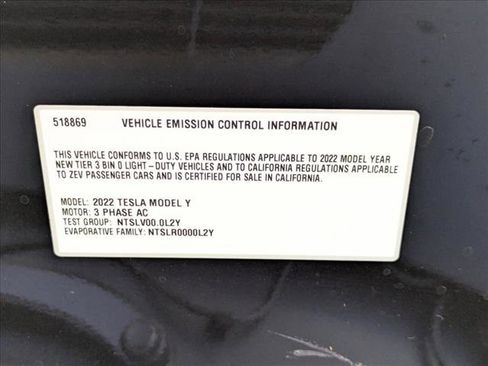 518869 VEHICLE EMISSION CONTROL INFORMATION
THIS VEHICLE CONFORMS TO U.S. EPA REGULATIONS APPLICABLE TO 2022 MODEL YEAR
NEW TIER 3 BIN 0 LIGHT-DUTY VEHICLES AND TO CALIFORNIA REGULATIONS APPLICABLE
TO ZEV PASSENGER CARS AND IS CERTIFIED FOR SALE IN CALIFORNIA.
MODEL: 2022 TESLA MODEL Y
MOTOR: 3 PHASE AC
TEST GROUP: NTSLV00.0L2Y
EVAPORATIVE FAMILY: NTSLR0000L2Y